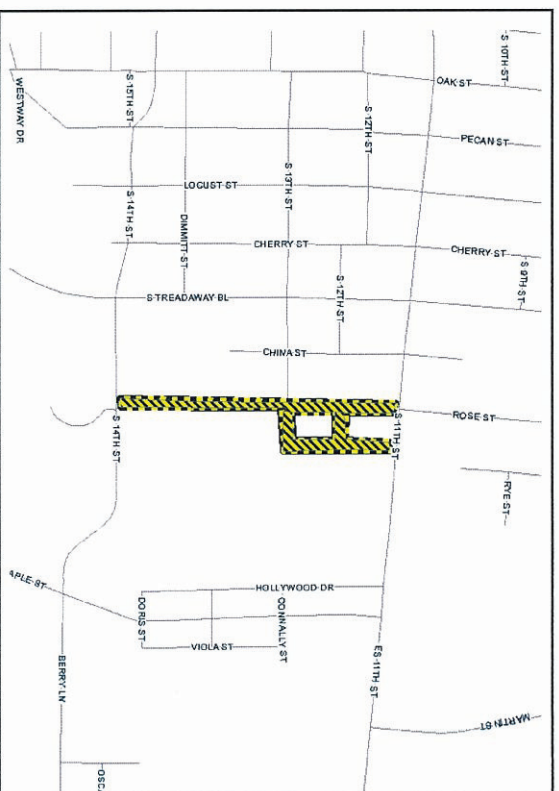 S 10TH ST
OAK ST
WESTWAY DR
S 15TH ST
S 12TH ST
PECAN ST
S 13TH ST
LOCUST ST
S 14TH ST
DIMMITT ST
CHERRY ST
CHERRY ST
S 9TH ST
S 12TH ST
S TREADAWAY BL
CHINA ST
S 11TH ST
ROSE ST
S 14TH ST
RYE ST
APLE ST
HOLLYWOOD DR
DORIS ST
CONNALLY ST
VIOLA ST
ES 11TH ST
BERRY LN
MARTIN ST
OSC